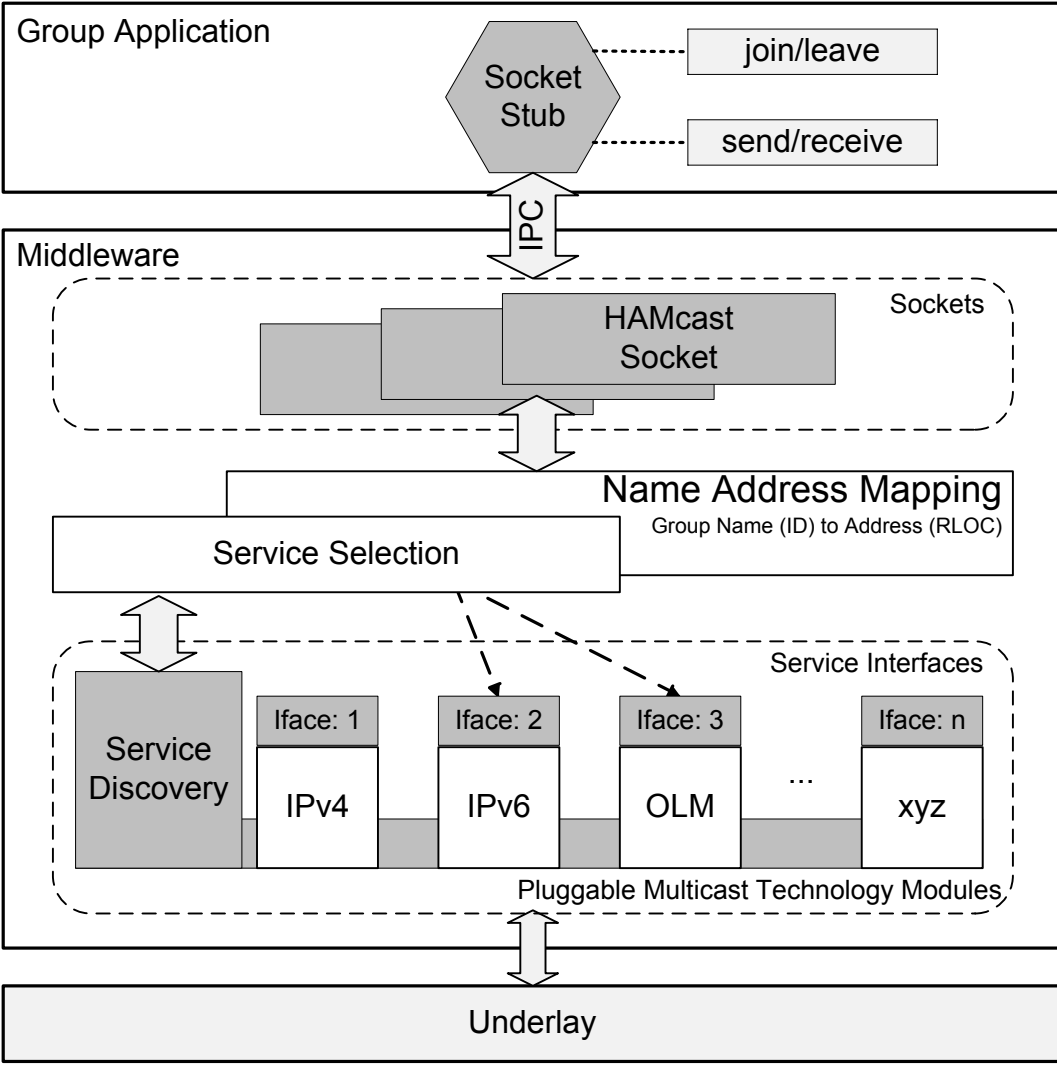 Group Application
Socket
Stub
join/leave
send/receive
IPC
Middleware
Sockets
HAMcast
Socket
Name Address Mapping
Group Name (ID) to Address (RLOC)
Service Selection
Service Interfaces
Service
Discovery
Iface: 1
Iface: 2
Iface: 3
Iface: n
IPv4
IPv6
OLM
...
xyz
Pluggable Multicast Technology Modules
Underlay